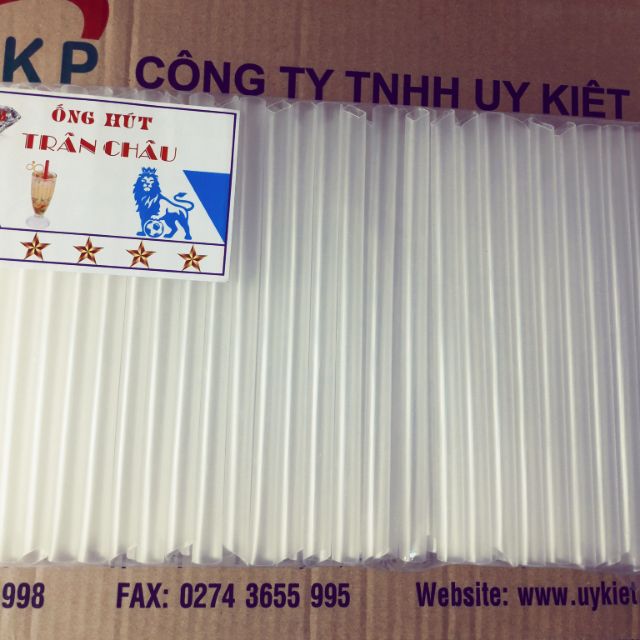 KP
CÔNG TY TNHH UY KIỆT
ỐNG HÚT
TRÂN CHÂU
998 FAX: 0274 3655 995 Website: www.uykiet